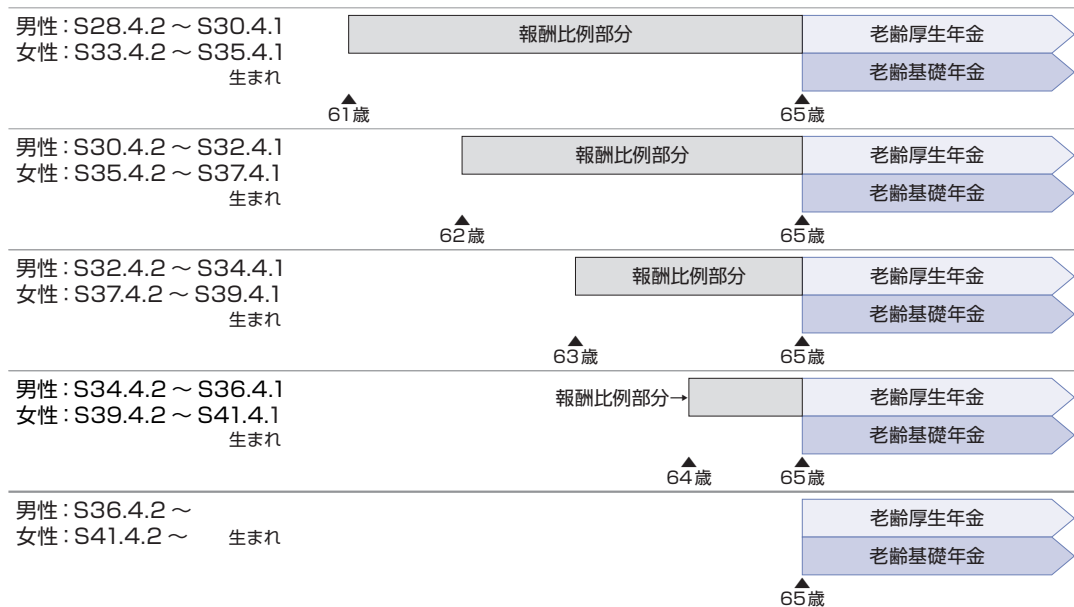 男性：S28.4.2 ～ S30.4.1
女性：S33.4.2 ～ S35.4.1
生まれ
報酬比例部分
老齢厚生年金
老齢基礎年金
▲
61歳
▲
65歳
男性：S30.4.2 ～ S32.4.1
女性：S35.4.2 ～ S37.4.1
生まれ
報酬比例部分
老齢厚生年金
老齢基礎年金
▲
62歳
▲
65歳
男性：S32.4.2 ～ S34.4.1
女性：S37.4.2 ～ S39.4.1
生まれ
報酬比例部分
老齢厚生年金
老齢基礎年金
▲
63歳
▲
65歳
男性：S34.4.2 ～ S36.4.1
女性：S39.4.2 ～ S41.4.1
生まれ
報酬比例部分→
老齢厚生年金
老齢基礎年金
▲
64歳
▲
65歳
男性：S36.4.2 ～
女性：S41.4.2 ～ 生まれ
老齢厚生年金
老齢基礎年金
▲
65歳